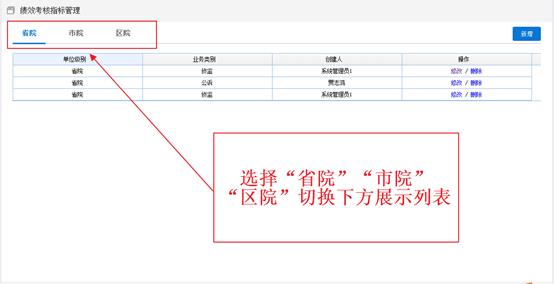 绩效考核指标管理
省院 市院 区院 新增
单位级别 业务类别 创建人 操作
省院 侦监 系统管理员1 修改 / 删除
省院 公诉 修改 / 删除
省院 侦监 系统管理员1 修改 / 删除
选择“省院”“市院”
“区院”切换下方展示列表